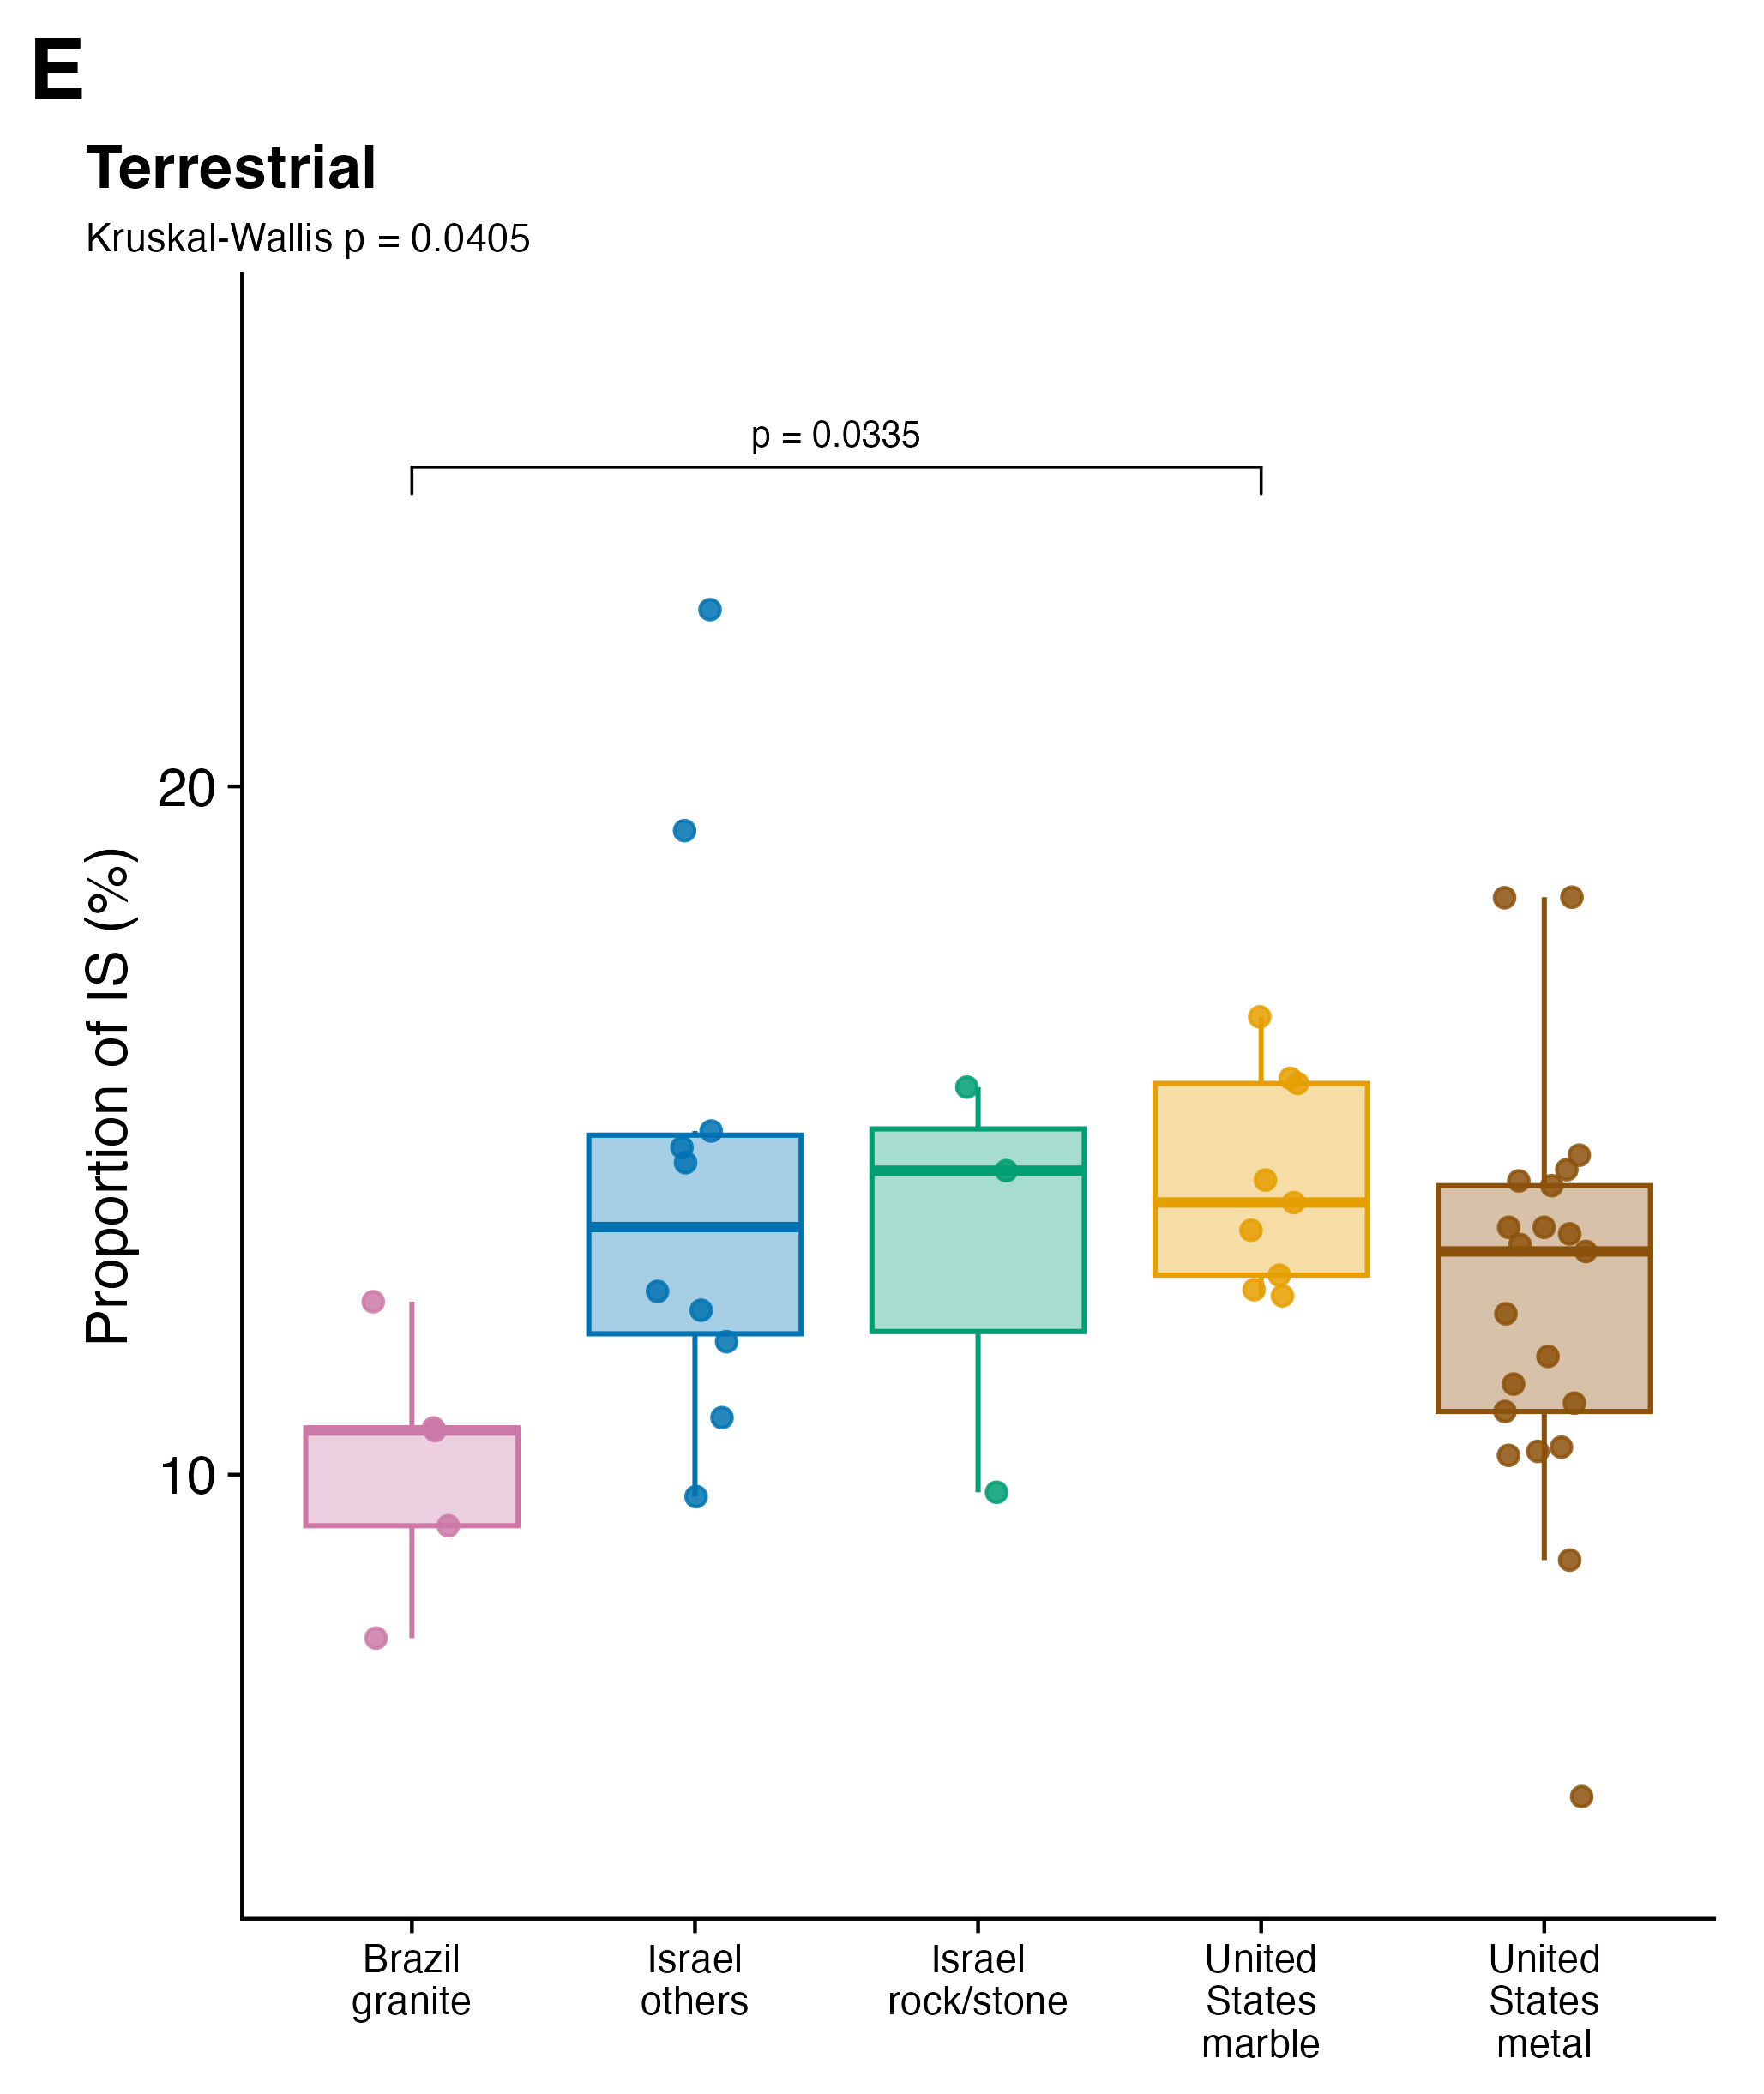 E
Terrestrial
Kruskal-Wallis p = 0.0405
p = 0.0335
20
10
Proportion of IS (%)
Brazil
granite
Israel
others
Israel
rock/stone
United
States
marble
United
States
metal